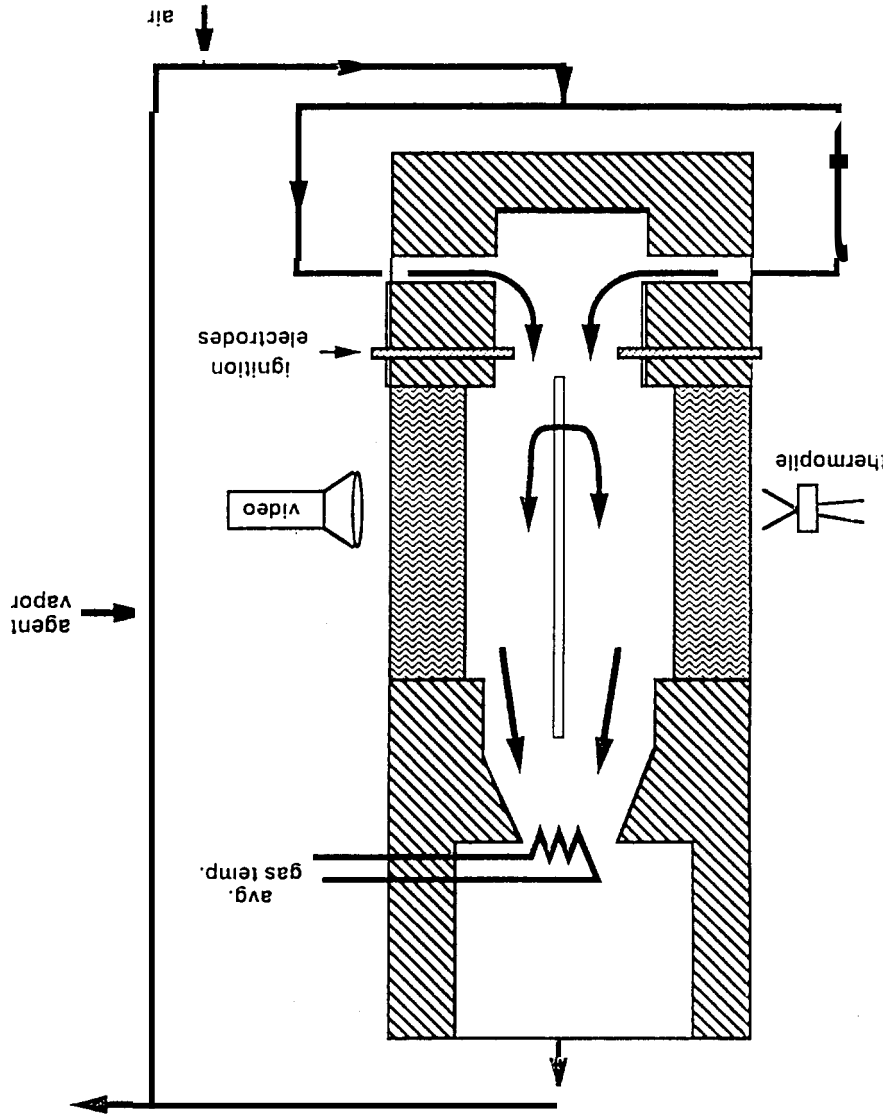 avg.
gas temp.
agent
vapor
thermopile
video
ignition
electrodes
air